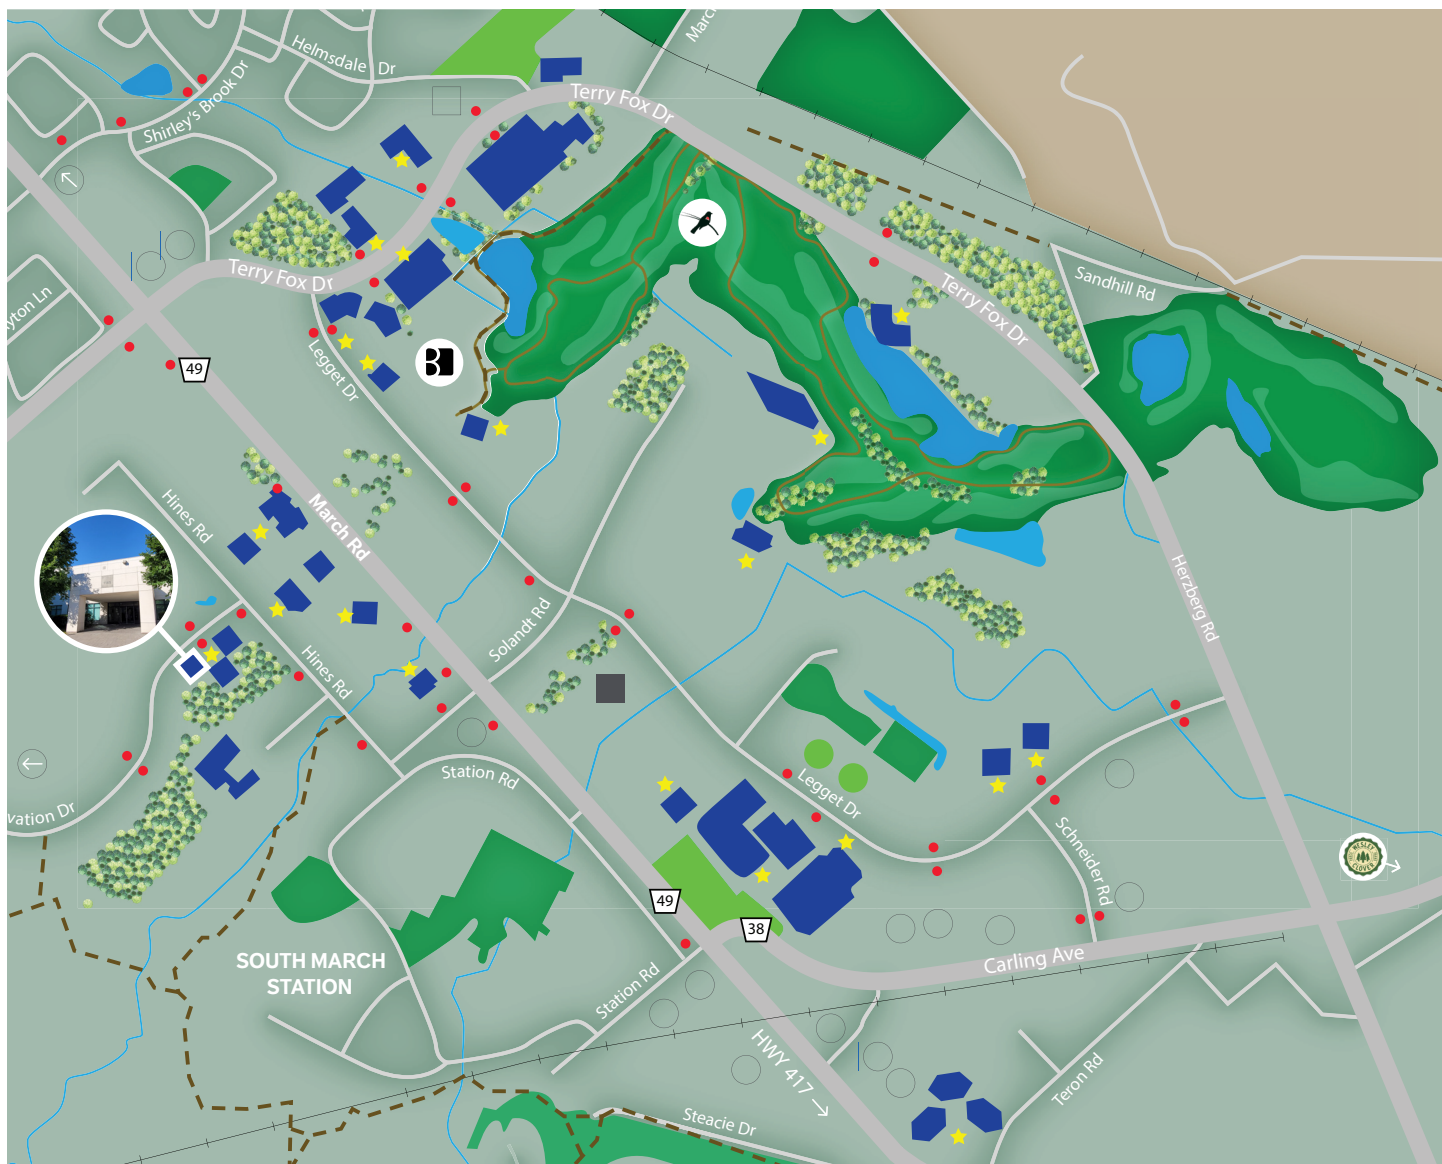 March
Helmsdale Dr
Shirley's Brook Dr
Terry Fox Dr
Terry Fox Dr
Sandhill Rd
Terry Fox Dr
49
Legget Dr
B
Hines Rd
March Rd
Solandt Rd
Herzberg Rd
Hines Rd
Station Rd
Legget Dr
vation Dr
Schneider Rd
WESLEY
CLOVER
49
38
SOUTH MARCH
STATION
Carling Ave
Station Rd
HWY 417 →
Teron Rd
Steacie Dr